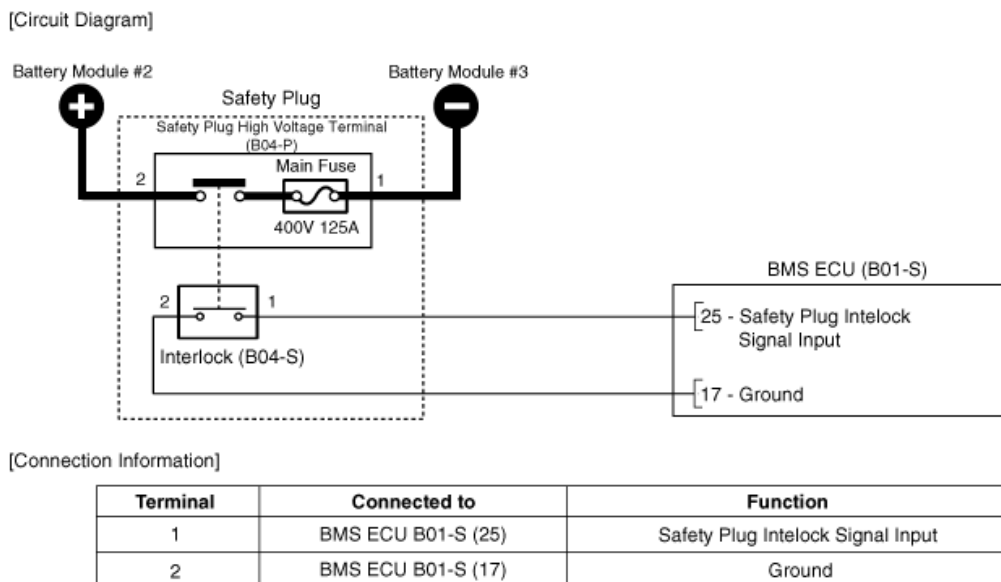 [Circuit Diagram]
Battery Module #2
Battery Module #3
Safety Plug
Safety Plug High Voltage Terminal
(B04-P)
Main Fuse
2
1
400V 125A
BMS ECU (B01-S)
2
1
25 - Safety Plug Intelock
Signal Input
Interlock (B04-S)
17 - Ground
[Connection Information]
Terminal Connected to Function
1 BMS ECU B01-S (25) Safety Plug Intelock Signal Input
2 BMS ECU B01-S (17) Ground